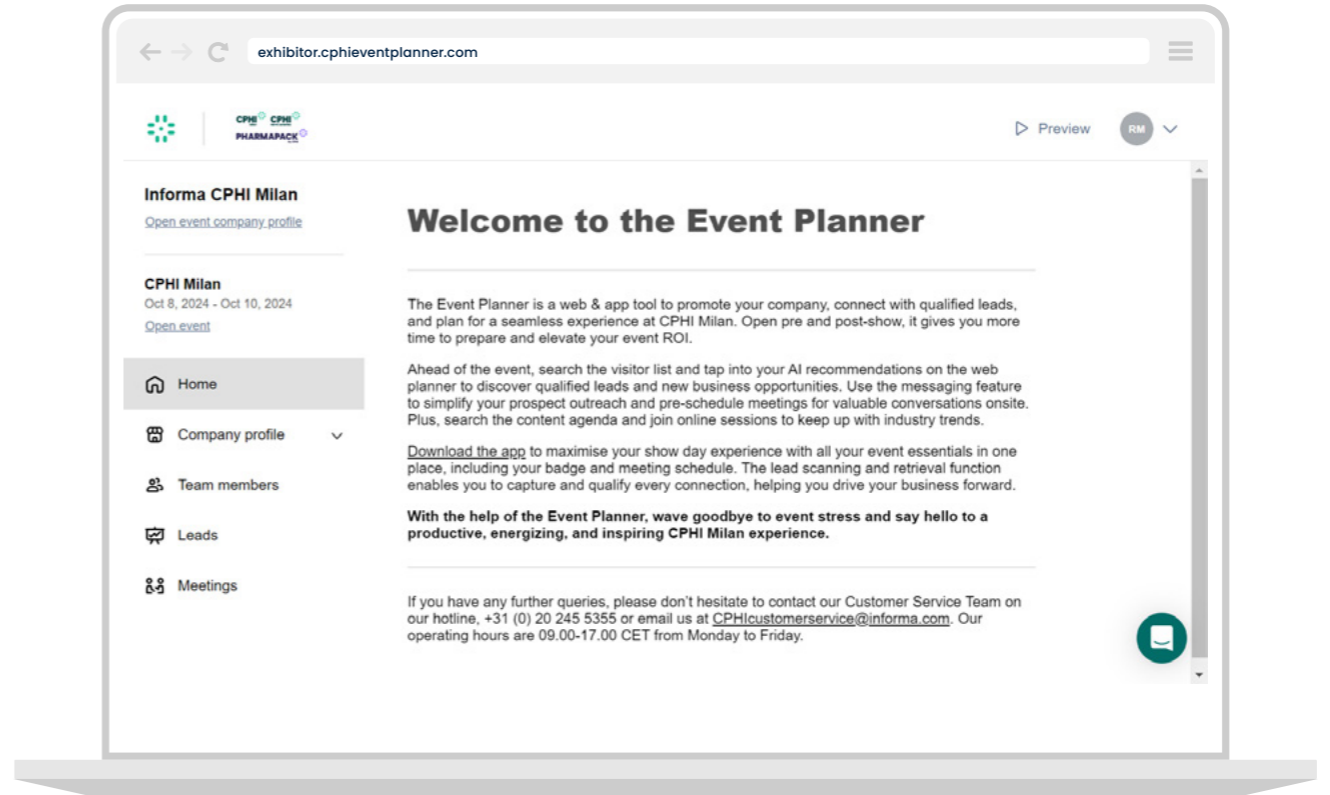 exhibitor.cphieventplanner.com
CPHI CPHI
PHARMAPACK
Preview
RM
Informa CPHI Milan
Open event company profile
CPHI Milan
Oct 8, 2024 - Oct 10, 2024
Open event
Home
Company profile
Team members
Leads
Meetings
Welcome to the Event Planner
The Event Planner is a web & app tool to promote your company, connect with qualified leads,
and plan for a seamless experience at CPHI Milan. Open pre and post-show, it gives you more
time to prepare and elevate your event ROI.
Ahead of the event, search the visitor list and tap into your AI recommendations on the web
planner to discover qualified leads and new business opportunities. Use the messaging feature
to simplify your prospect outreach and pre-schedule meetings for valuable conversations onsite.
Plus, search the content agenda and join online sessions to keep up with industry trends.
Download the app to maximise your show day experience with all your event essentials in one
place, including your badge and meeting schedule. The lead scanning and retrieval function
enables you to capture and qualify every connection, helping you drive your business forward.
With the help of the Event Planner, wave goodbye to event stress and say hello to a
productive, energizing, and inspiring CPHI Milan experience.
If you have any further queries, please don’t hesitate to contact our Customer Service Team on
our hotline, +31 (0) 20 245 5355 or email us at CPHIcustomerservice@informa.com. Our
operating hours are 09.00-17.00 CET from Monday to Friday.